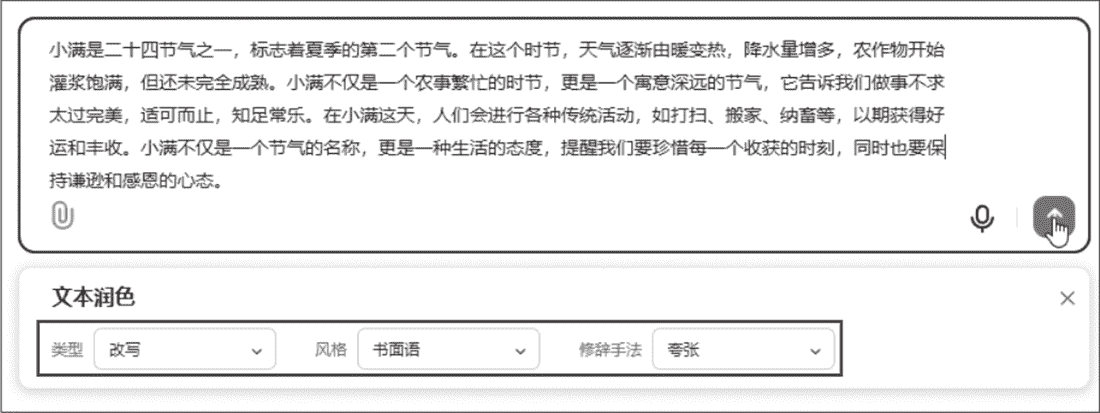 小满是二十四节气之一，标志着夏季的第二个节气。在这个时节，天气逐渐由暖变热，降水量增多，农作物开始
灌浆饱满，但还未完全成熟。小满不仅是一个农事繁忙的时节，更是一个寓意深远的节气，它告诉我们做事不求
太过完美，适可而止，知足常乐。在小满这天，人们会进行各种传统活动，如打扫、搬家、纳畜等，以期获得好
运和丰收。小满不仅是一个节气的名称，更是一种生活的态度，提醒我们要珍惜每一个收获的时刻，同时也要保
持谦逊和感恩的心态。
文本润色
类型 改写 风格 书面语 修辞手法 夸张